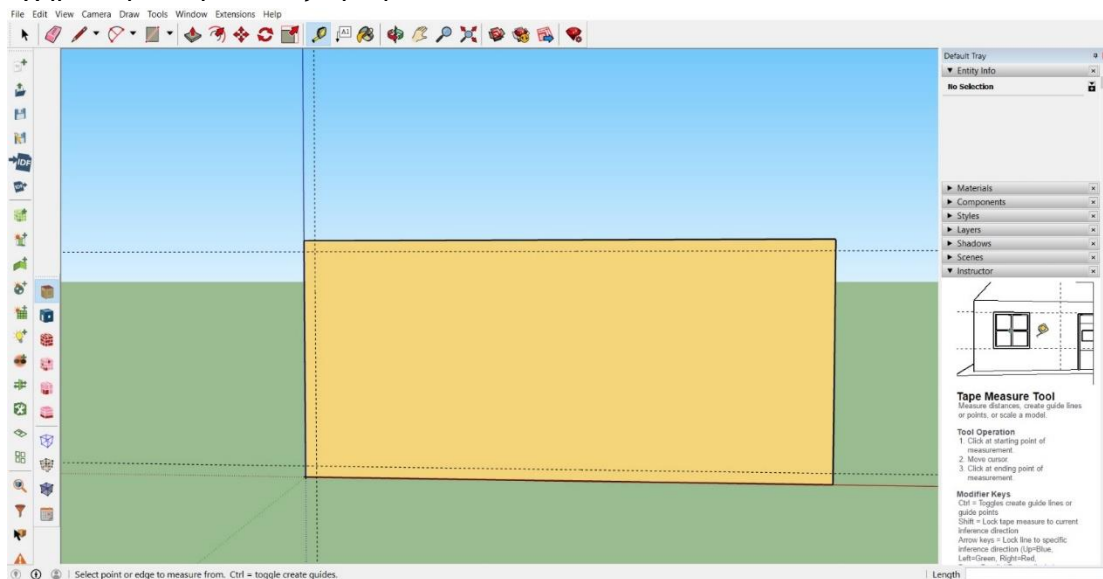 File Edit View Camera Draw Tools Window Extensions Help
A1
Default Tray
Entity Info
No Selection
IDF
Materials
Components
Styles
Layers
Shadows
Scenes
Instructor
Tape Measure Tool
Measure distances, create guide lines
or points, or scale a model.
Tool Operation
1. Click at starting point of
measurement
2. Move cursor
3. Click at ending point of
measurement
Modifier Keys
Ctrl = Toggles create guide lines or
guide points
Shift = Lock tape measure to current
inference direction
Arrow keys = Lock line to specific
inference direction (Up=Blue,
Left=Green, Right=Red,
Select point or edge to measure from. Ctrl = toggle create guides.
Length